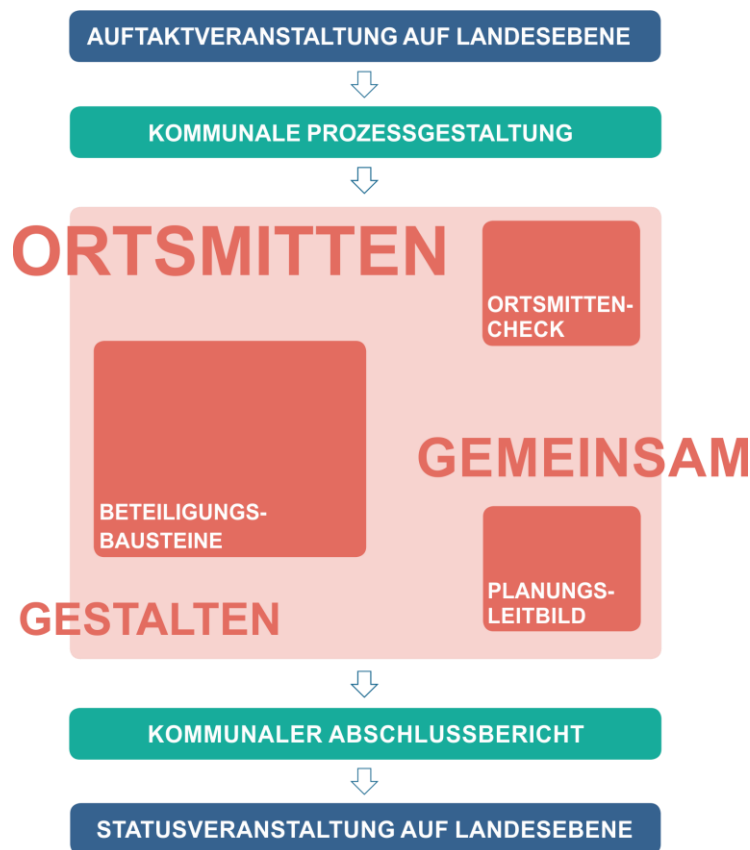 AUFTAKTVERANSTALTUNG AUF LANDESEBENE
KOMMUNALE PROZESSGESTALTUNG
ORTSMITTEN
ORTSMITTEN-
CHECK
GEMEINSAM
BETEILIGUNGS-
BAUSTEINE
PLANUNGS-
LEITBILD
GESTALTEN
KOMMUNALER ABSCHLUSSBERICHT
STATUSVERANSTALTUNG AUF LANDESEBENE